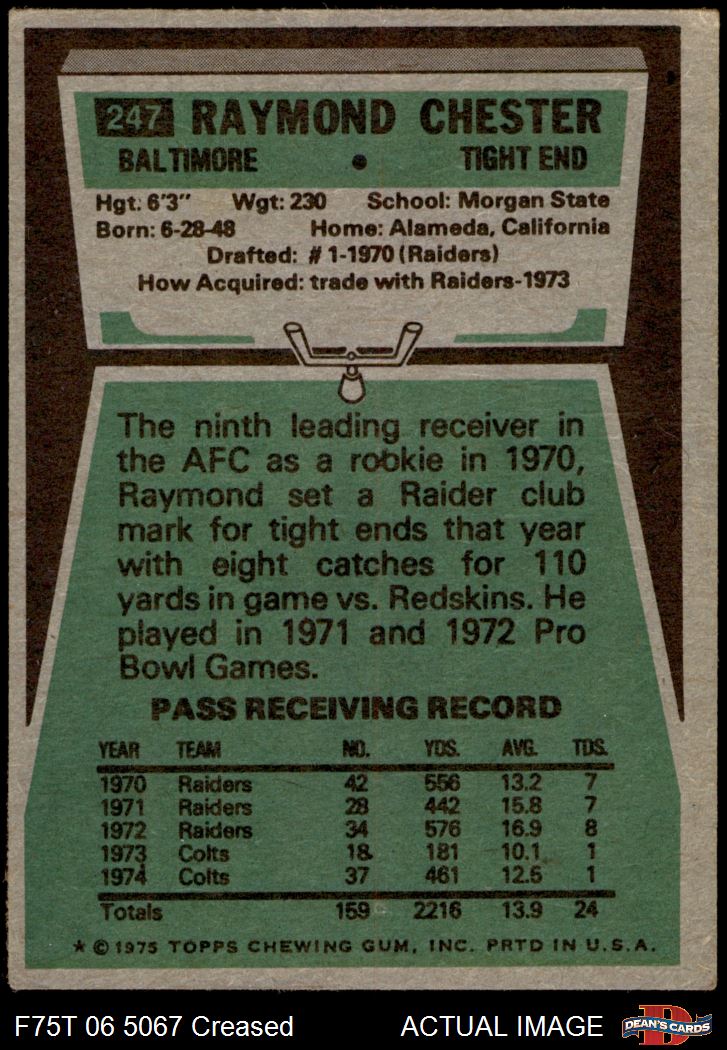 247 RAYMOND CHESTER
BALTIMORE • TIGHT END
Hgt: 6'3" Wgt: 230 School: Morgan State
Born: 6-28-48 Home: Alameda, California
Drafted: #1-1970 (Raiders)
How Acquired: trade with Raiders-1973
The ninth leading receiver in
the AFC as a rookie in 1970,
Raymond set a Raider club
mark for tight ends that year
with eight catches for 110
yards in game vs. Redskins. He
played in 1971 and 1972 Pro
Bowl Games.
PASS RECEIVING RECORD
YEAR TEAM NO. YDS. AVG. TDS.
1970 Raiders 42 556 13.2 7
1971 Raiders 28 442 15.8 7
1972 Raiders 34 576 16.9 8
1973 Colts 18 181 10.1 1
1974 Colts 37 461 12.5 1
Totals 159 2216 13.9 24
★ © 1975 TOPPS CHEWING GUM, INC. PRTD IN U.S.A.
F75T 06 5067 Creased ACTUAL IMAGE
D
DEAN'S CARDS